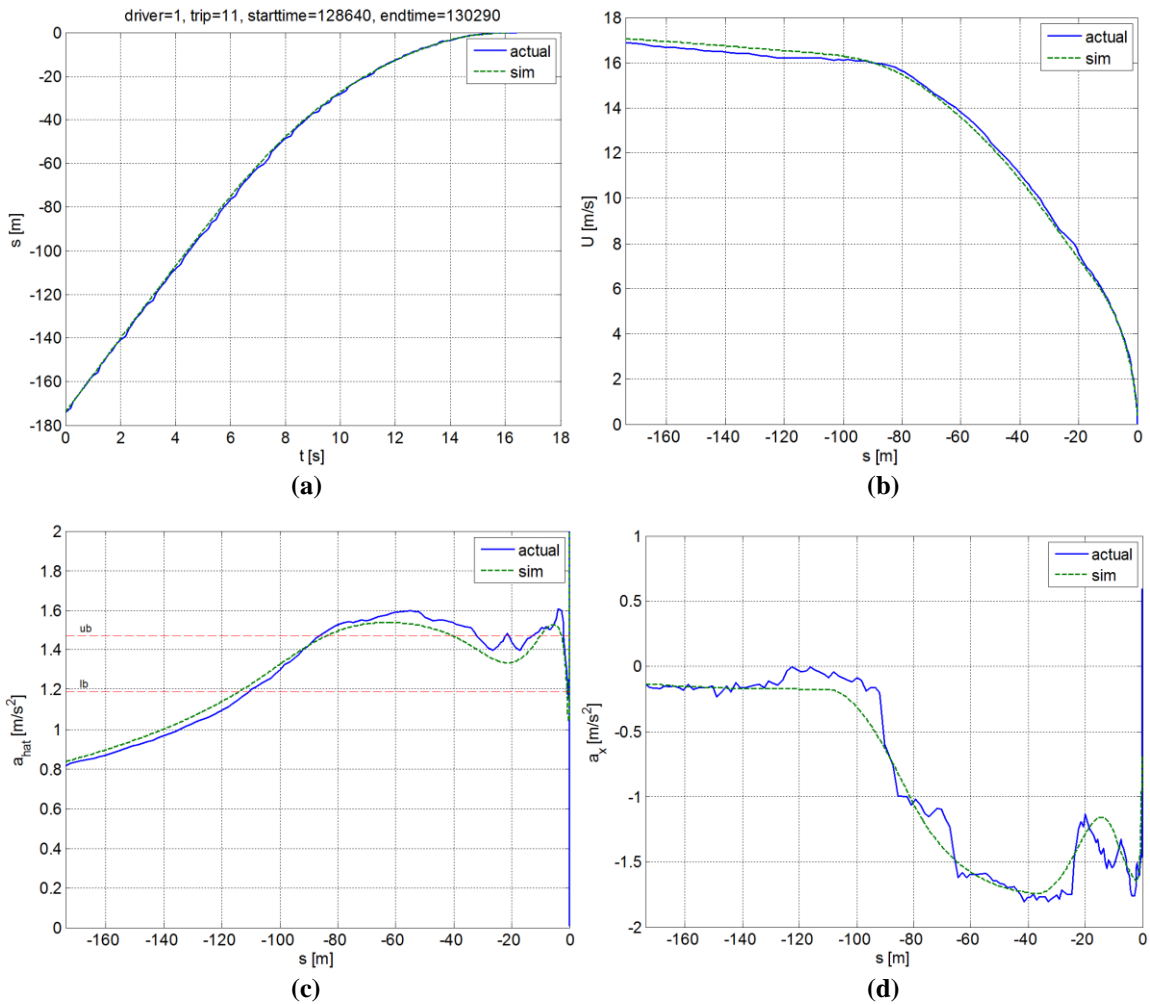 driver=1, trip=11, starttime=128640, endtime=130290
0
-20
-40
-60
-80
-100
-120
-140
-160
-180
s [m]
0 2 4 6 8 10 12 14 16 18
t [s]
actual
sim
(a)
18
16
14
12
10
8
6
4
2
0
U [m/s]
-160 -140 -120 -100 -80 -60 -40 -20 0
s [m]
actual
sim
(b)
2
1.8
1.6
1.4
1.2
1
0.8
0.6
0.4
0.2
0
a_hat [m/s²]
ub
lb
-160 -140 -120 -100 -80 -60 -40 -20 0
s [m]
actual
sim
(c)
1
0.5
0
-0.5
-1
-1.5
-2
a_x [m/s²]
-160 -140 -120 -100 -80 -60 -40 -20 0
s [m]
actual
sim
(d)